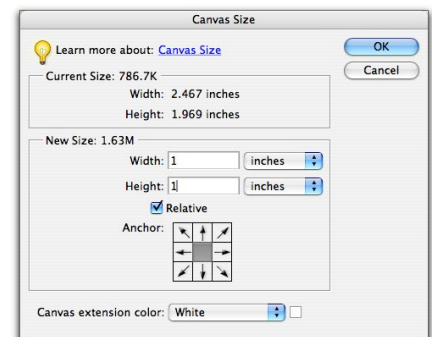 Canvas Size
Learn more about: Canvas Size
OK
Cancel
Current Size: 786.7K
Width: 2.467 inches
Height: 1.969 inches
New Size: 1.63M
Width: 1 inches
Height: 1 inches
Relative
Anchor:
Canvas extension color: White